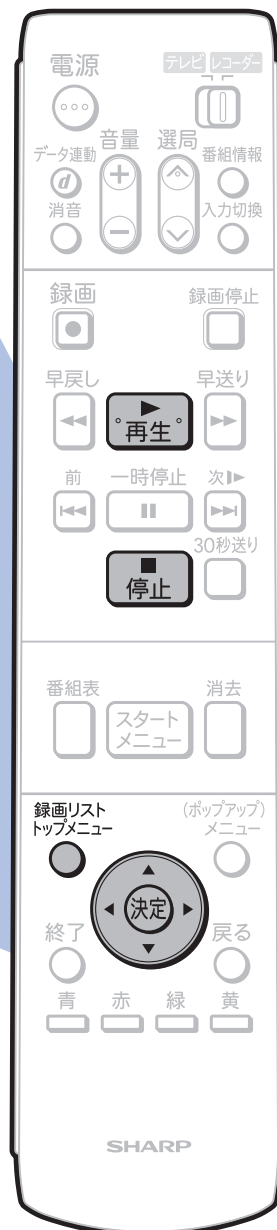 電源
テレビ レコーダー
音量 選局
データ連動 番組情報
d
消音 入力切換
録画 録画停止
早戻し 早送り
再生
前 一時停止 次
停止
30秒送り
番組表 消去
スタート
メニュー
録画リスト
トップメニュー
(ポップアップ)
メニュー
決定
終了 戻る
青 赤 緑 黄
SHARP